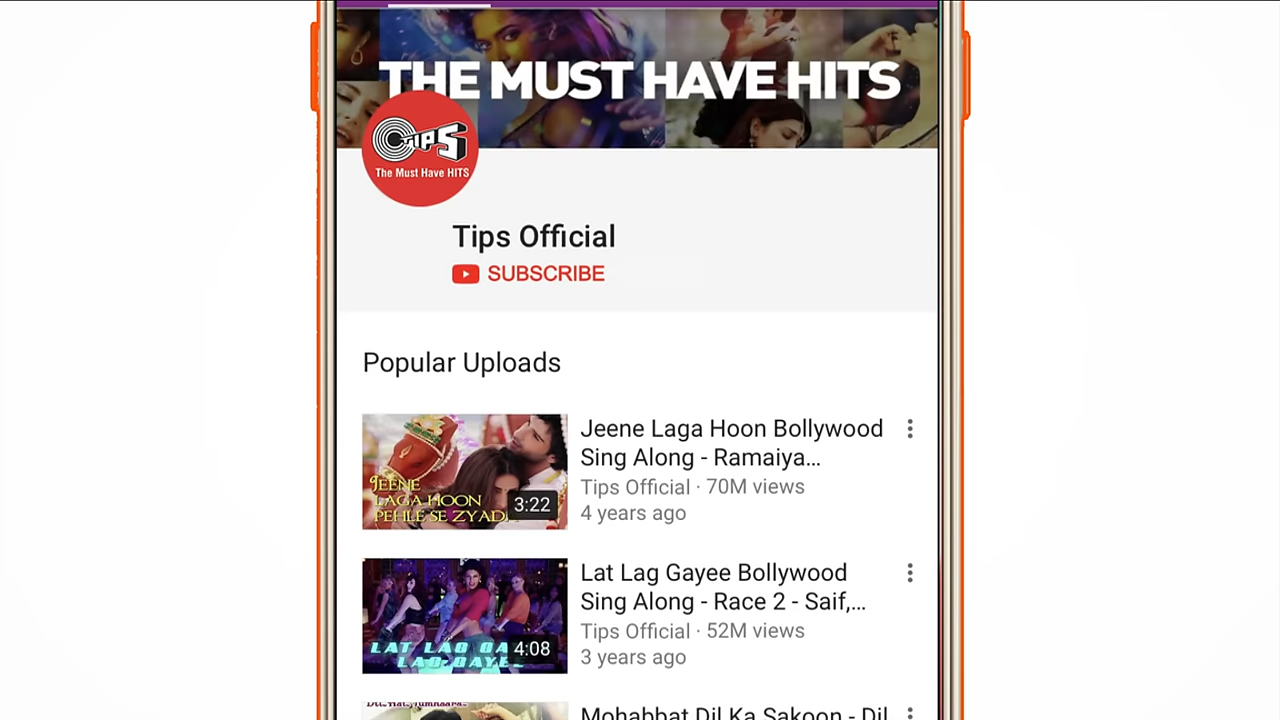 THE MUST HAVE HITS
TIPS
The Must Have HITS
Tips Official
SUBSCRIBE
Popular Uploads
JEENE
LAGA HOON
PEHLE SE ZYAD
3:22
Jeene Laga Hoon Bollywood
Sing Along - Ramaiya...
Tips Official · 70M views
4 years ago
LAT LAG GA
LAG GAYEE
4:08
Lat Lag Gayee Bollywood
Sing Along - Race 2 - Saif,...
Tips Official · 52M views
3 years ago
Mohabbat Dil Ka Sakoon - Dil